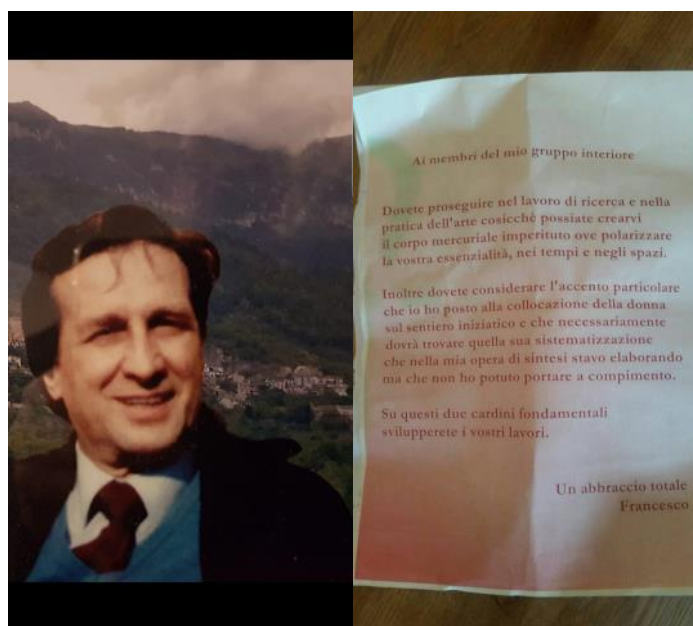 Ai membri del mio gruppo interiore
Dovete proseguire nel lavoro di ricerca e nella
pratica dell'arte cosicchè possiate crearvi
il corpo mercuriale imperituto ove polarizzare
la vostra essenzialità, nei tempi e negli spazi.
Inoltre dovete considerare l'accento particolare
che io ho posto alla collocazione della donna
sul sentiero iniziatico e che necessariamente
dovrà trovare quella sua sistematizzazione
che nella mia opera di sintesi stavo elaborando
ma che non ho potuto portare a compimento.
Su questi due cardini fondamentali
svilupperete i vostri lavori.
Un abbraccio totale
Francesco